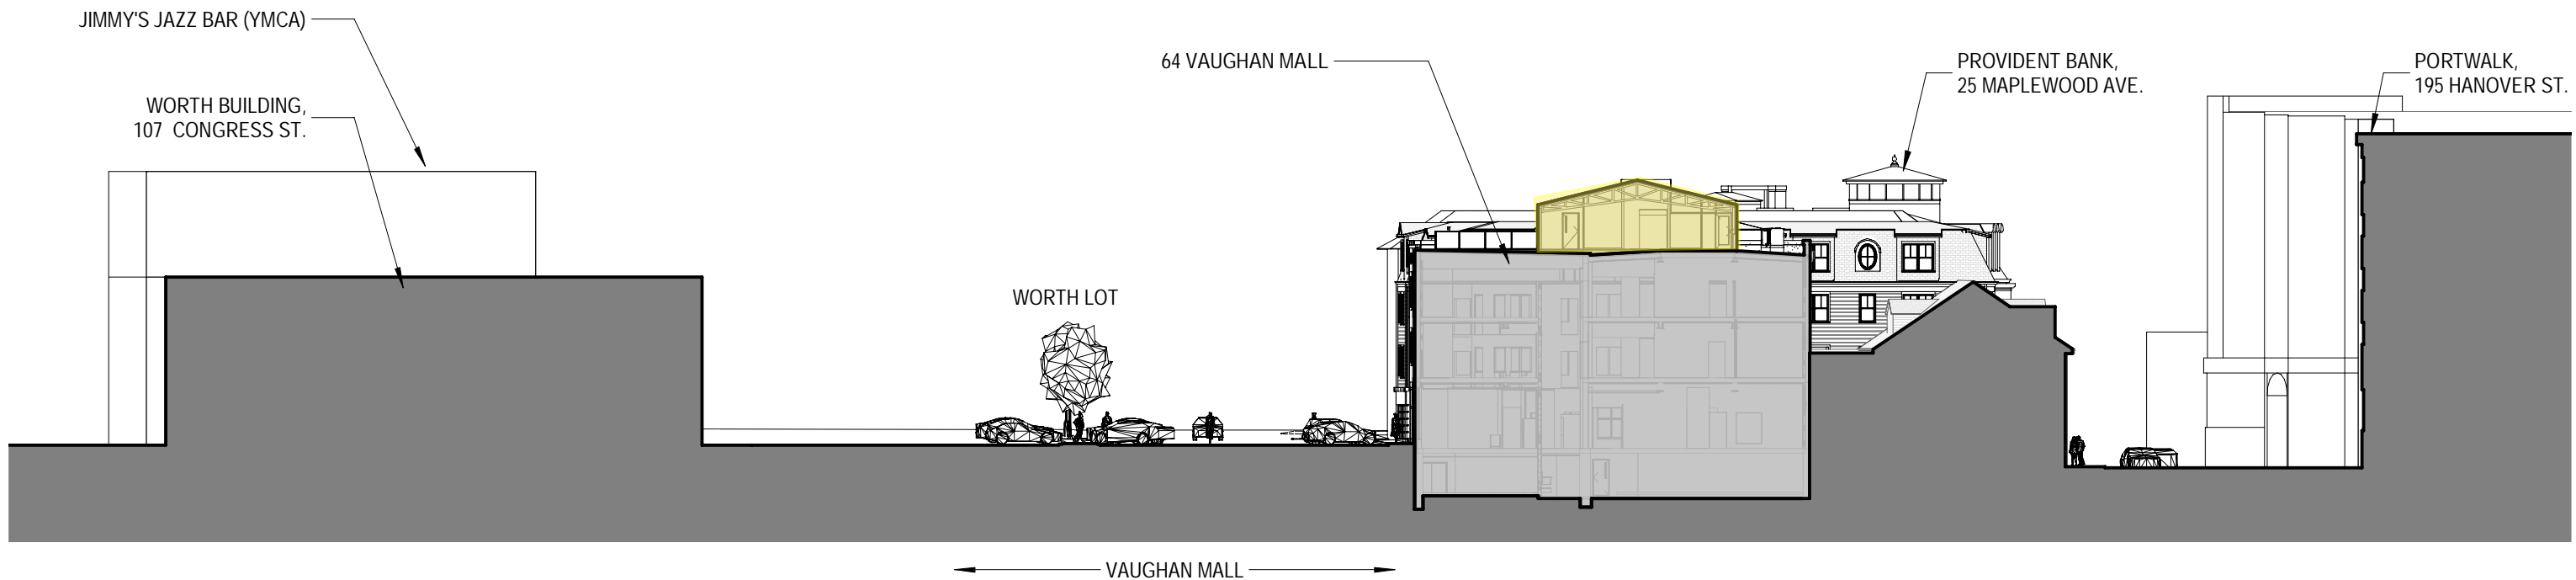 JIMMY'S JAZZ BAR (YMCA)
WORTH BUILDING,
107 CONGRESS ST.
WORTH LOT
64 VAUGHAN MALL
PROVIDENT BANK,
25 MAPLEWOOD AVE.
PORTWALK,
195 HANOVER ST.
VAUGHAN MALL